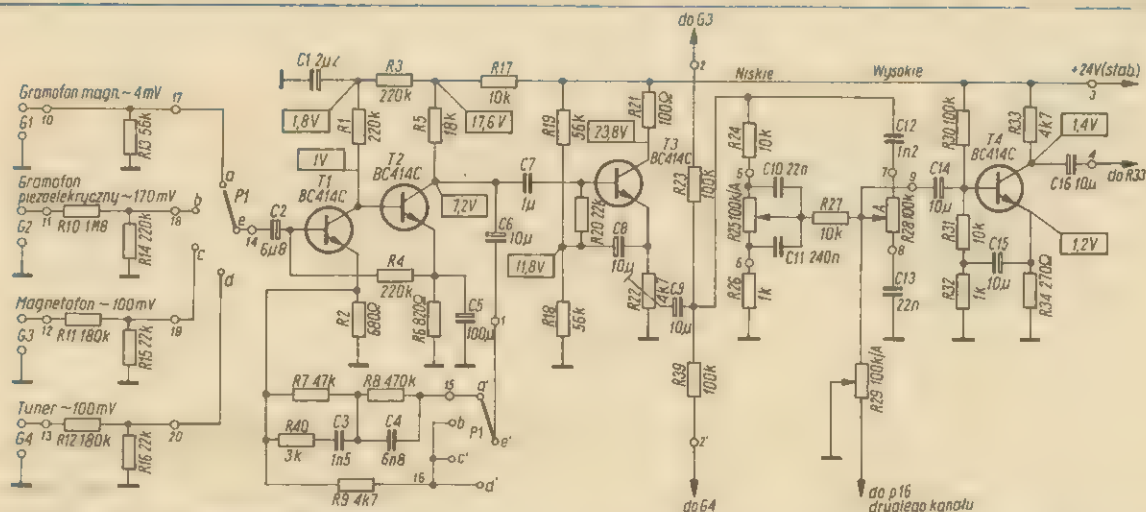 do G3
2
C1 2µ2
R3
220k
R17
10k
Niskie
Wysokie
+24V(stab.)
3
Gramofon magn.~4mV
17
G1
10
R13 56k
1,8V
R1
220k
R5
18k
17,6V
R19
56k
23,8V
R21
100Ω
T3
BC414C
R23
100k
R24
10k
C12
1n2
R30 100k
R33
4k7
1,4V
T4
BC414C
C16 10µ
4
do R33
Gramofon
piezoelekryczny~170mV
G2
11
R10 1M8
18
R14 220k
a
b
P1
e
14
c
d
C2
6µ8
1V
T1
BC414C
T2
BC414C
7,2V
C7
1µ
C6
10µ
R20 22k
C8
10µ
11,8V
R22
4k7
C9
10µ
5
C10 22n
R25 100k/A
C11 240n
6
R26
1k
R27
10k
7
A
R28 100k
8
9
C14
10µ
C13
22n
R31
10k
R32
1k
C15
10µ
1,2V
R34 270Ω
Magnetofon ~100mV
G3
12
R11 180k
19
R15 22k
R4
220k
R2
680Ω
R6 820Ω
C5
100µ
1
R18
56k
R39
100k
R29 100k/A
Tuner ~100mV
G4
13
R12 180k
20
R16 22k
R7 47k
R8 470k
15
a'
P1
e'
R40
3k
C3
1n5
C4
6n8
b
c'
16
d'
R9 4k7
2'
do G4
do p16
drugiego kanału